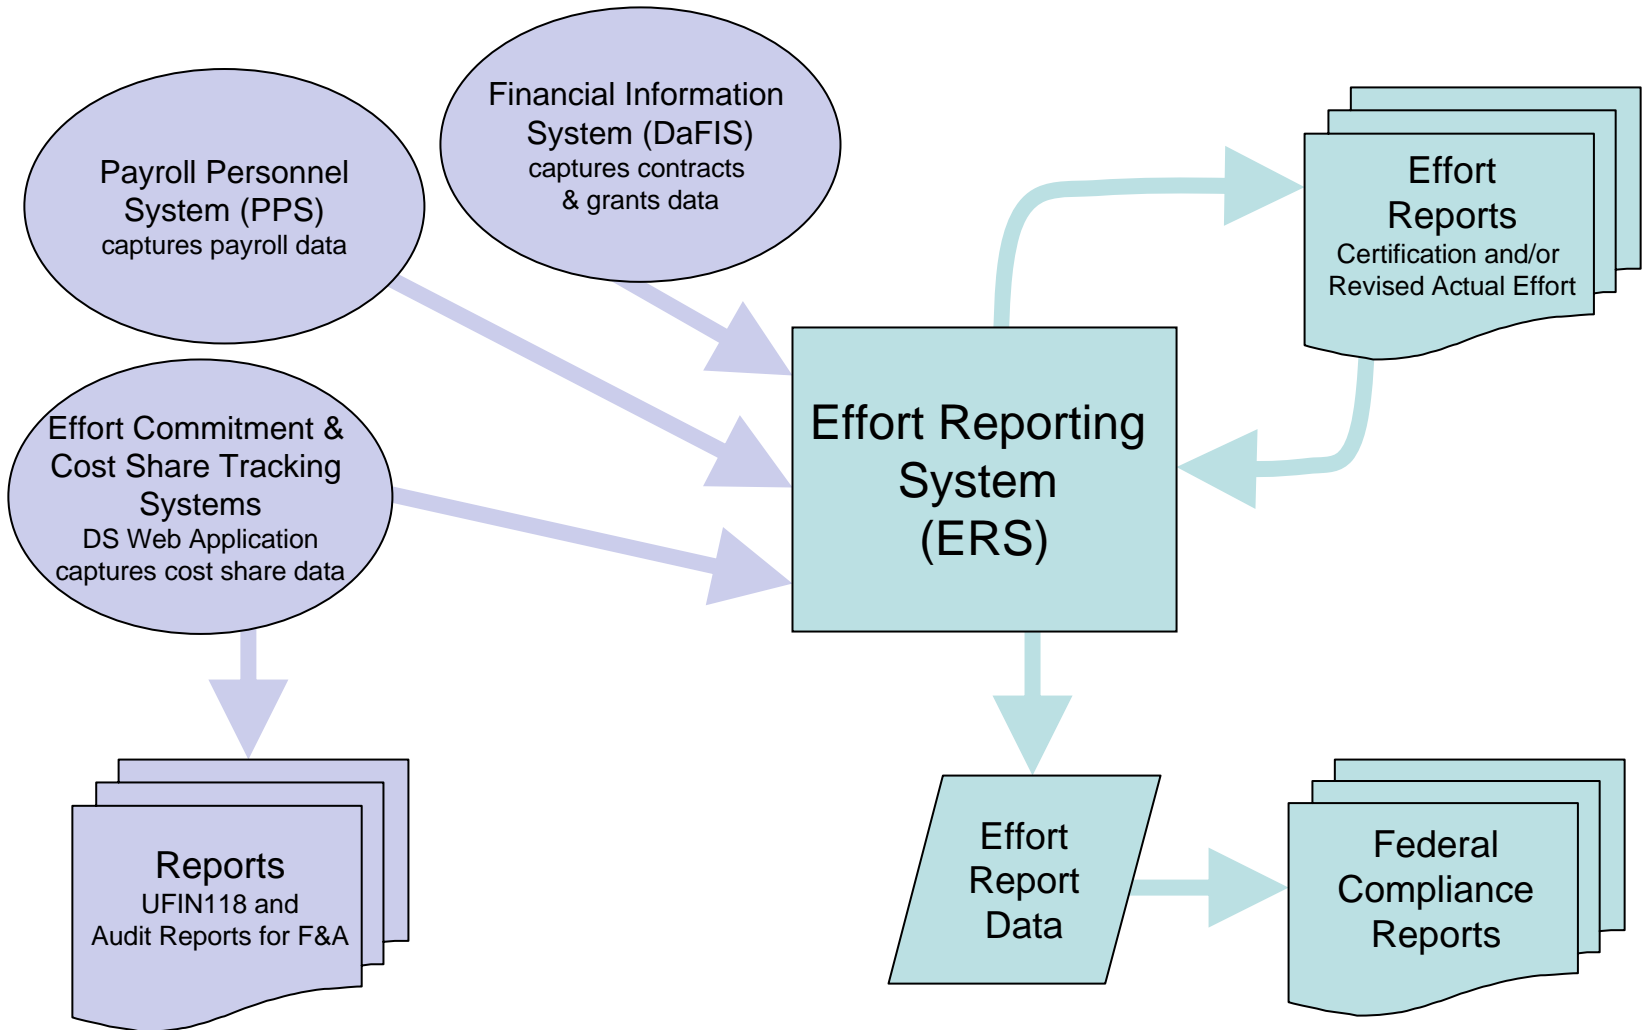 Financial Information
System (DaFIS)
captures contracts
& grants data
Payroll Personnel
System (PPS)
captures payroll data
Effort
Reports
Certification and/or
Revised Actual Effort
Effort Commitment &
Cost Share Tracking
Systems
DS Web Application
captures cost share data
Effort Reporting
System
(ERS)
Reports
UFIN118 and
Audit Reports for F&A
Effort
Report
Data
Federal
Compliance
Reports